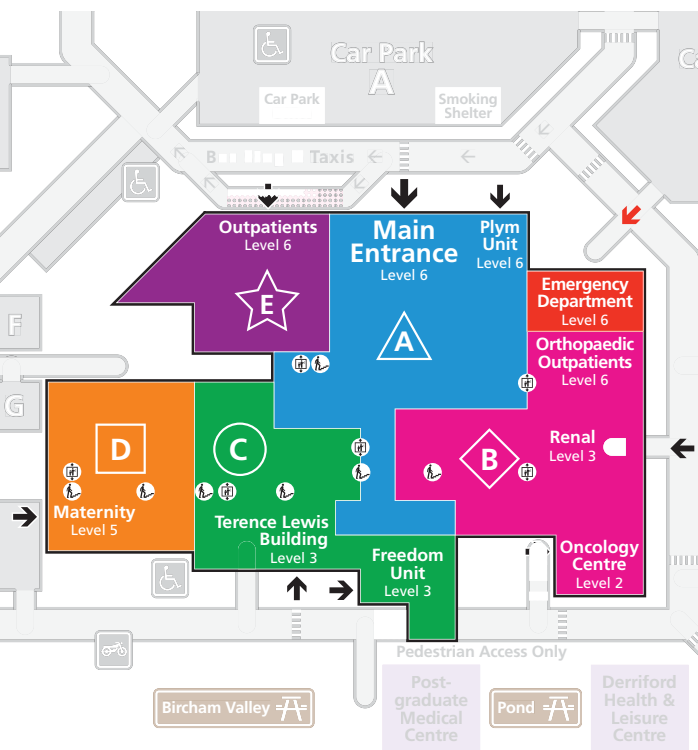 Car Park
A
Ca
Car Park
Smoking
Shelter
B
Taxis
Outpatients
Level 6
E
Main
Entrance
Level 6
A
Plym
Unit
Level 6
Emergency
Department
Level 6
Orthopaedic
Outpatients
Level 6
F
G
D
C
B
Renal
Level 3
Maternity
Level 5
Terence Lewis
Building
Level 3
Freedom
Unit
Level 3
Oncology
Centre
Level 2
Pedestrian Access Only
Bircham Valley
Post-
graduate
Medical
Centre
Pond
Derriford
Health &
Leisure
Centre